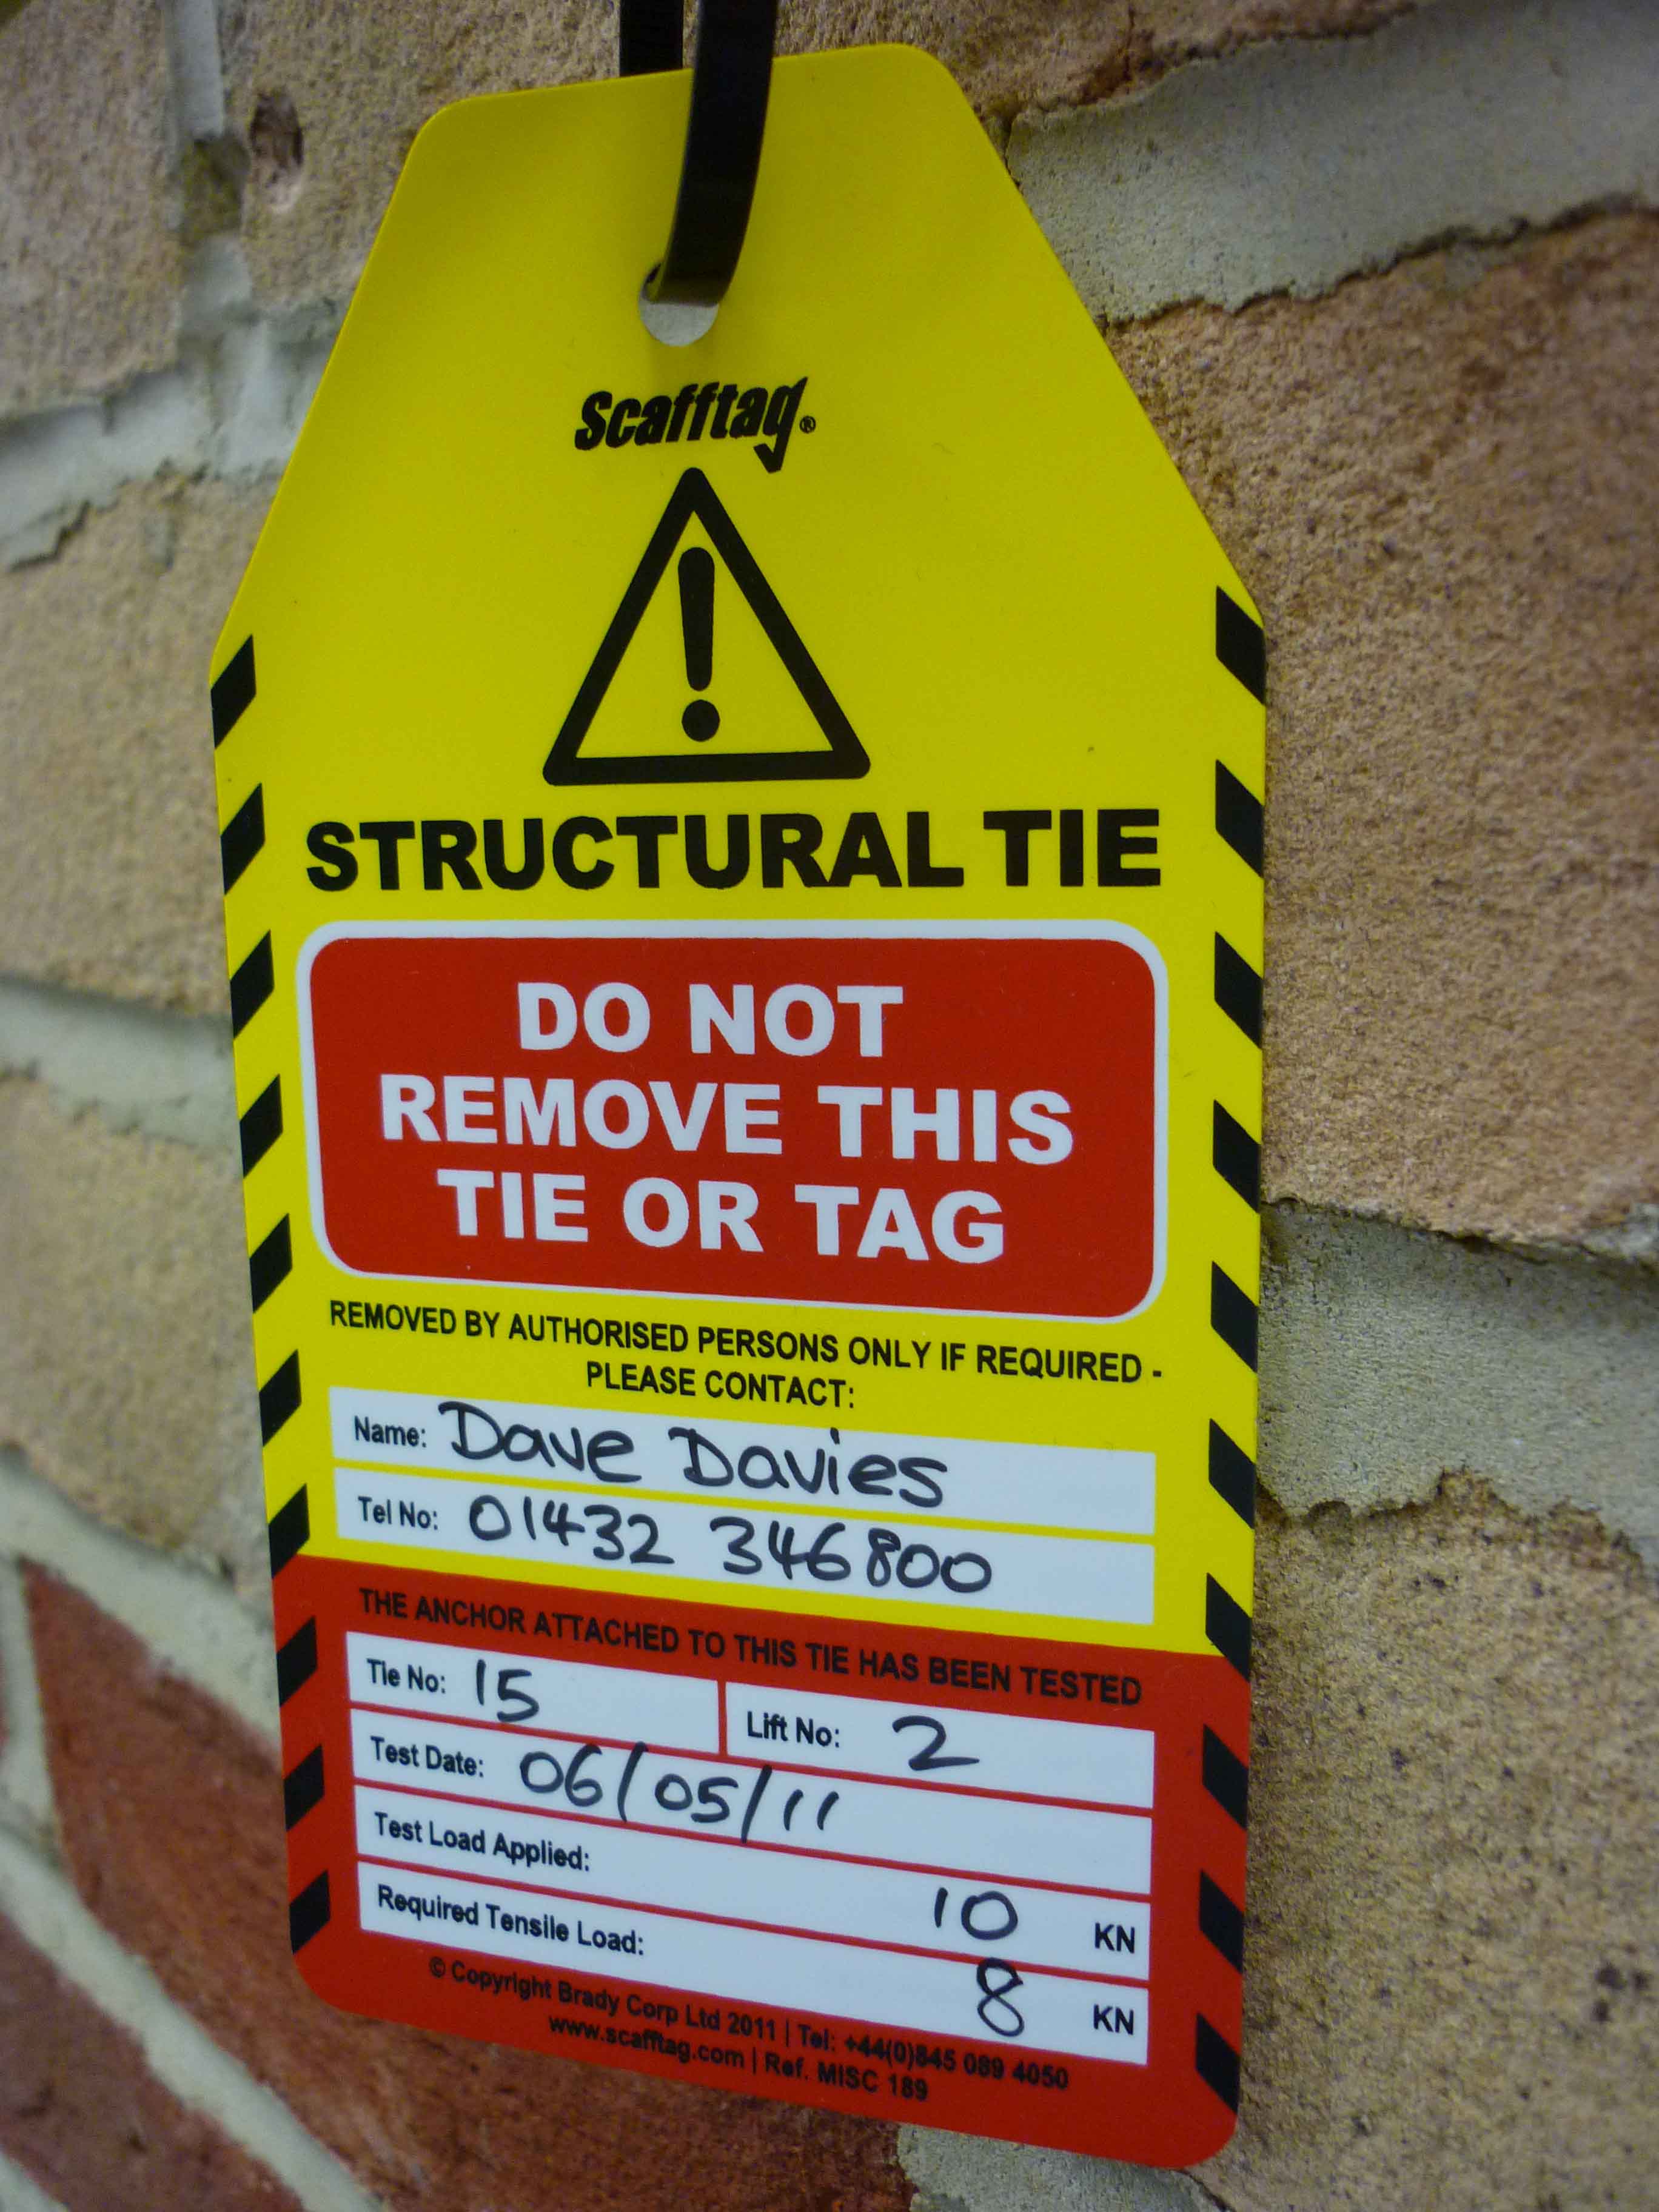 Scafftag®
STRUCTURAL TIE
DO NOT
REMOVE THIS
TIE OR TAG
REMOVED BY AUTHORISED PERSONS ONLY IF REQUIRED -
PLEASE CONTACT:
Name: Dave Davies
Tel No: 01432 346800
THE ANCHOR ATTACHED TO THIS TIE HAS BEEN TESTED
Tie No: 15 Lift No: 2
Test Date: 06/05/11
Test Load Applied: 10 KN
Required Tensile Load: 8 KN
© Copyright Brady Corp Ltd 2011 | Tel: +44(0)845 089 4050
www.scafftag.com | Ref. MISC 189